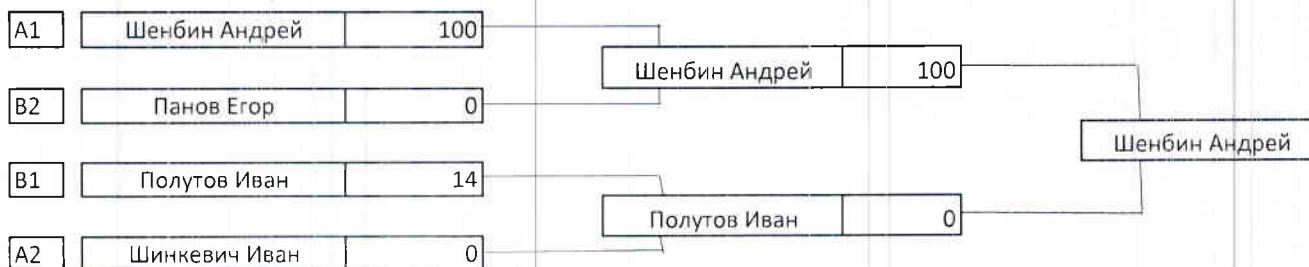 A1 Шенбин Андрей 100
Шенбин Андрей 100
B2 Панов Егор 0
Шенбин Андрей
B1 Полутов Иван 14
Полутов Иван 0
A2 Шинкевич Иван 0